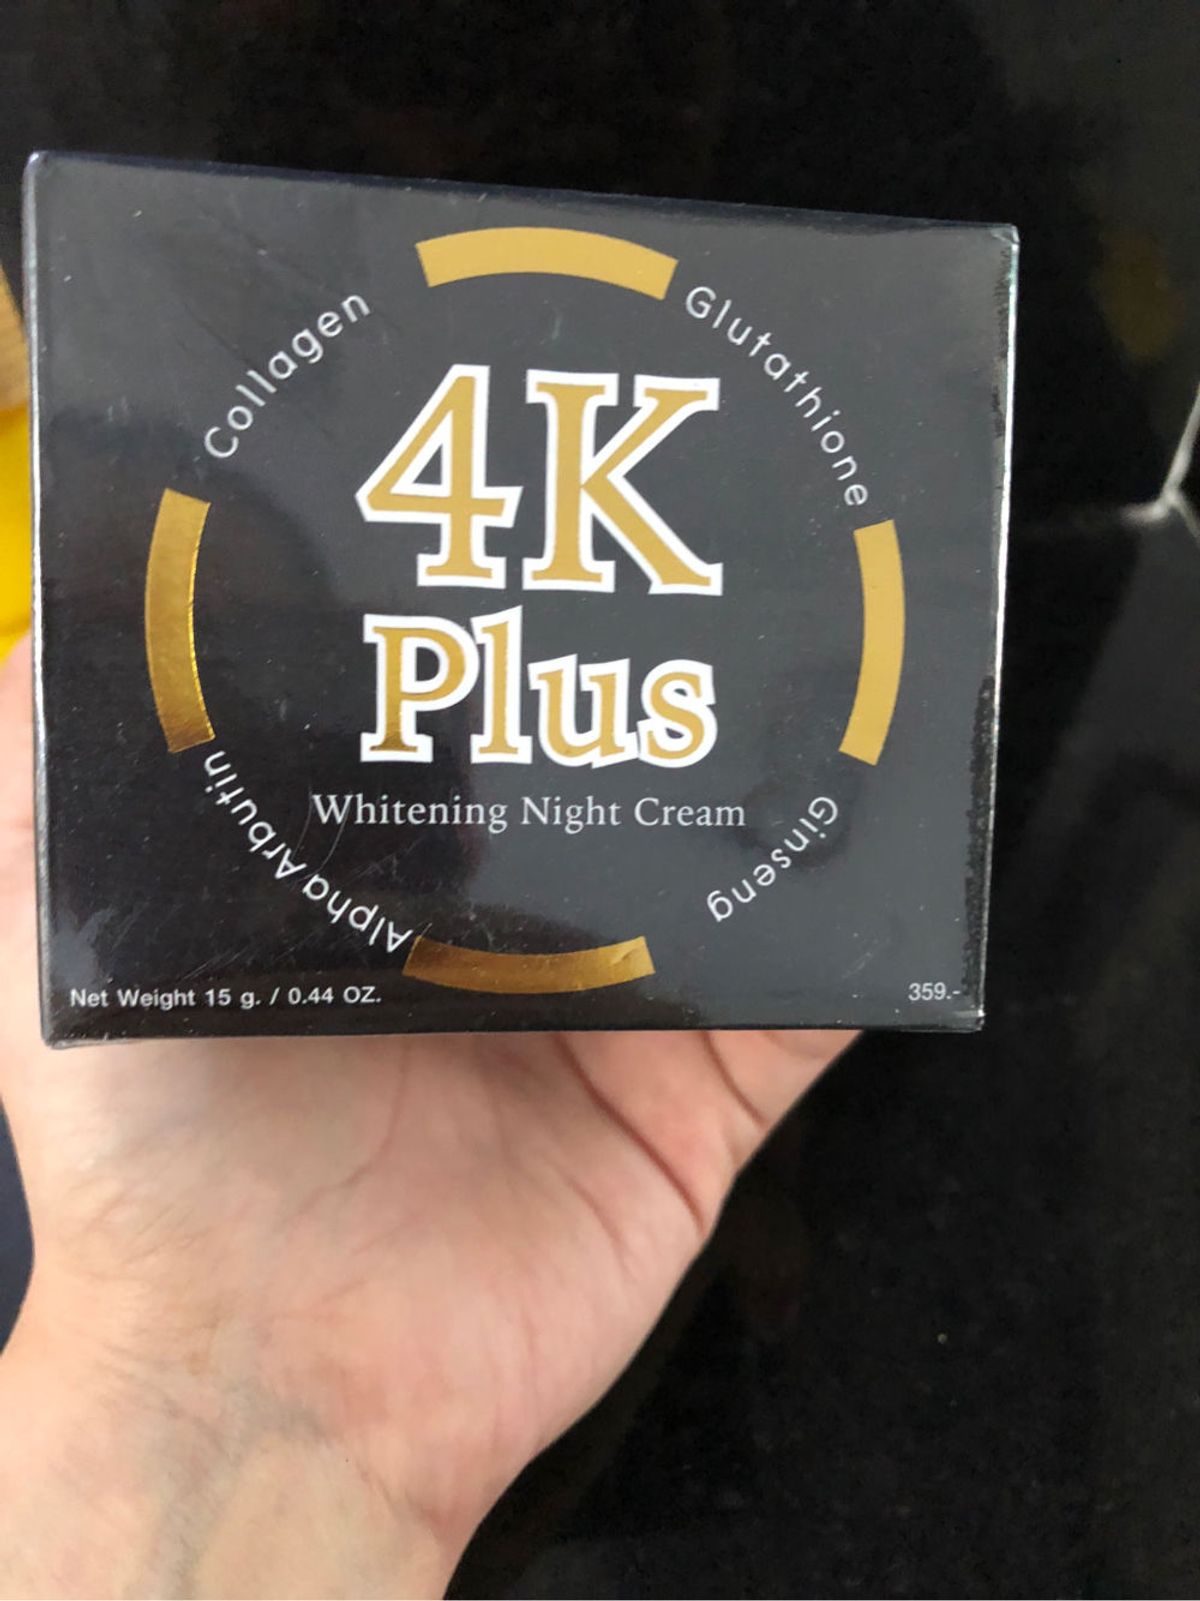 Collagen
Glutathione
4K
Plus
Whitening Night Cream
Alpha Arbutin
Ginseng
Net Weight 15 g. / 0.44 OZ.
359.-